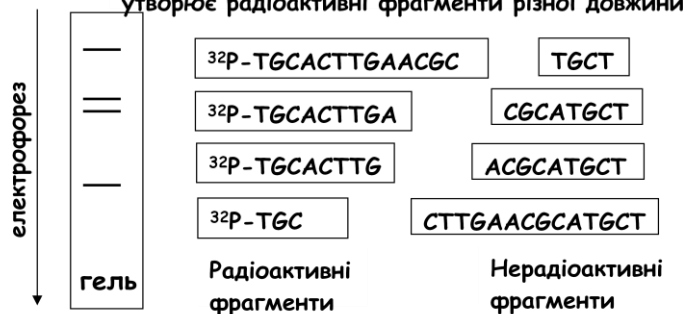 утворює радіоактивні фрагменти різної довжини
електрофорез
32P-TGCACTTGAACGC TGCT
32P-TGCACTTGA CGCATGCT
32P-TGCACTTG ACGCATGCT
32P-TGC CTTGAACGCATGCT
гель
Радіоактивні фрагменти
Нерадіоактивні фрагменти